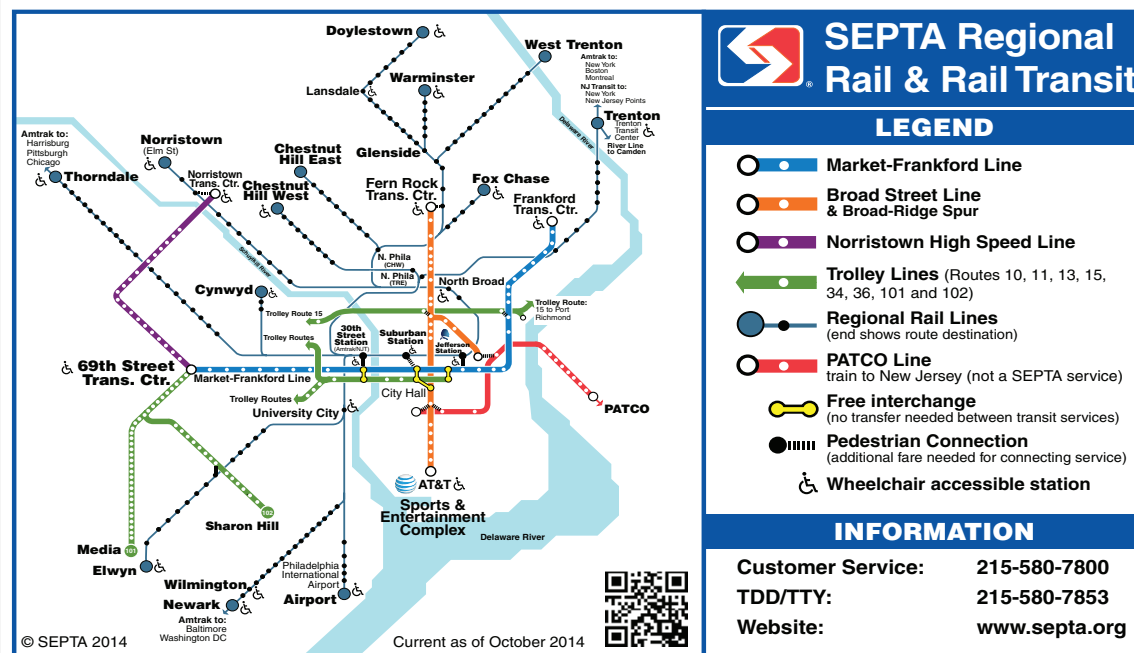 Doylestown
West Trenton
Amtrak to:
New York
Boston
Montreal
NJ Transit to:
New York
New Jersey Points
Warminster
Lansdale
Trenton
Trenton
Transit
Center
River Line
to Camden
Delaware River
Amtrak to:
Harrisburg
Pittsburgh
Chicago
Thorndale
Norristown
(Elm St)
Norristown
Trans. Ctr.
Chestnut
Hill East
Glenside
Chestnut
Hill West
Fern Rock
Trans. Ctr.
Fox Chase
Frankford
Trans. Ctr.
Schuylkill River
N. Phila
(CHW)
N. Phila
(TRE)
North Broad
Cynwyd
Trolley Route 15
Trolley Route:
15 to Port
Richmond
Trolley Routes
30th
Street
Station
(Amtrak/NJT)
Suburban
Station
Jefferson
Station
69th Street
Trans. Ctr.
Market-Frankford Line
City Hall
Trolley Routes
University City
PATCO
AT&T
Sports &
Entertainment
Complex
Delaware River
102
Sharon Hill
Media
101
Elwyn
Wilmington
Newark
Amtrak to:
Baltimore
Washington DC
Philadelphia
International
Airport
Airport
© SEPTA 2014
Current as of October 2014
®
SEPTA Regional
Rail & Rail Transit
LEGEND
Market-Frankford Line
Broad Street Line
& Broad-Ridge Spur
Norristown High Speed Line
Trolley Lines (Routes 10, 11, 13, 15,
34, 36, 101 and 102)
Regional Rail Lines
(end shows route destination)
PATCO Line
train to New Jersey (not a SEPTA service)
Free interchange
(no transfer needed between transit services)
Pedestrian Connection
(additional fare needed for connecting service)
Wheelchair accessible station
INFORMATION
Customer Service: 215-580-7800
TDD/TTY: 215-580-7853
Website: www.septa.org